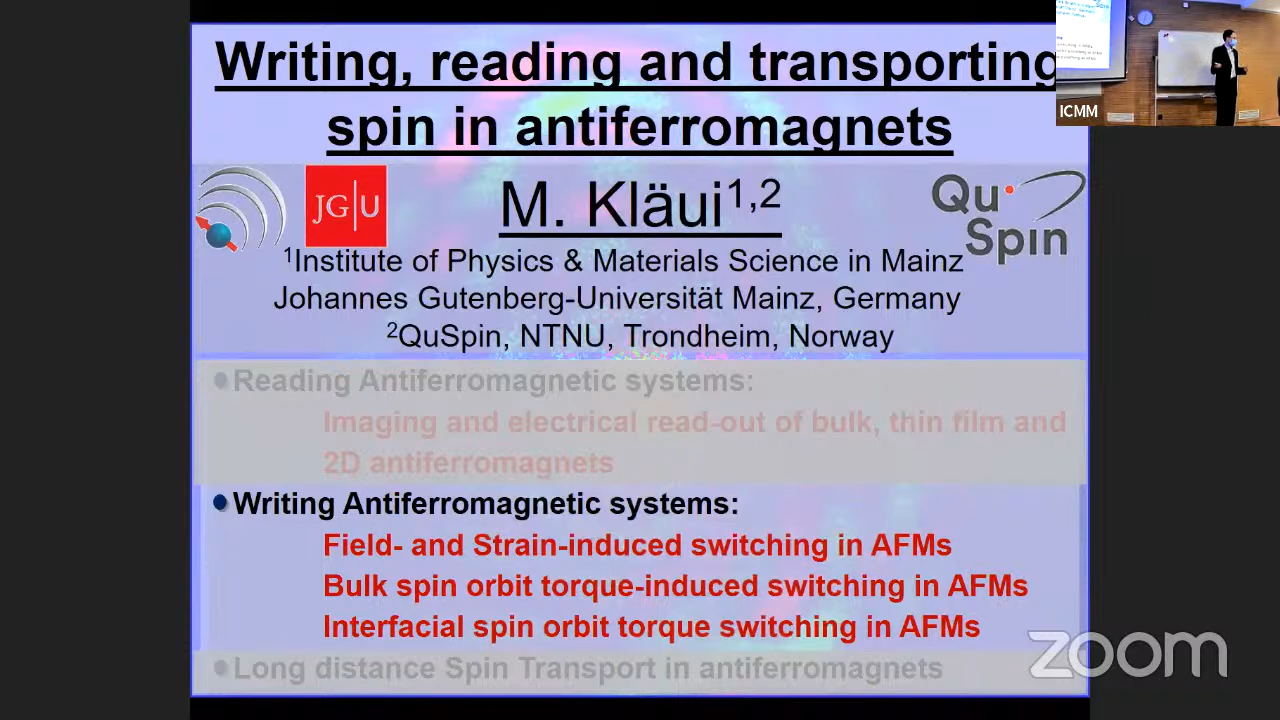 Writing, reading and transporting
spin in antiferromagnets
JG|U
M. Kläui1,2
Qu
Spin
1Institute of Physics & Materials Science in Mainz
Johannes Gutenberg-Universität Mainz, Germany
2QuSpin, NTNU, Trondheim, Norway
•Reading Antiferromagnetic systems:
Imaging and electrical read-out of bulk, thin film and
2D antiferromagnets
•Writing Antiferromagnetic systems:
Field- and Strain-induced switching in AFMs
Bulk spin orbit torque-induced switching in AFMs
Interfacial spin orbit torque switching in AFMs
•Long distance Spin Transport in antiferromagnets
ICMM
zoom